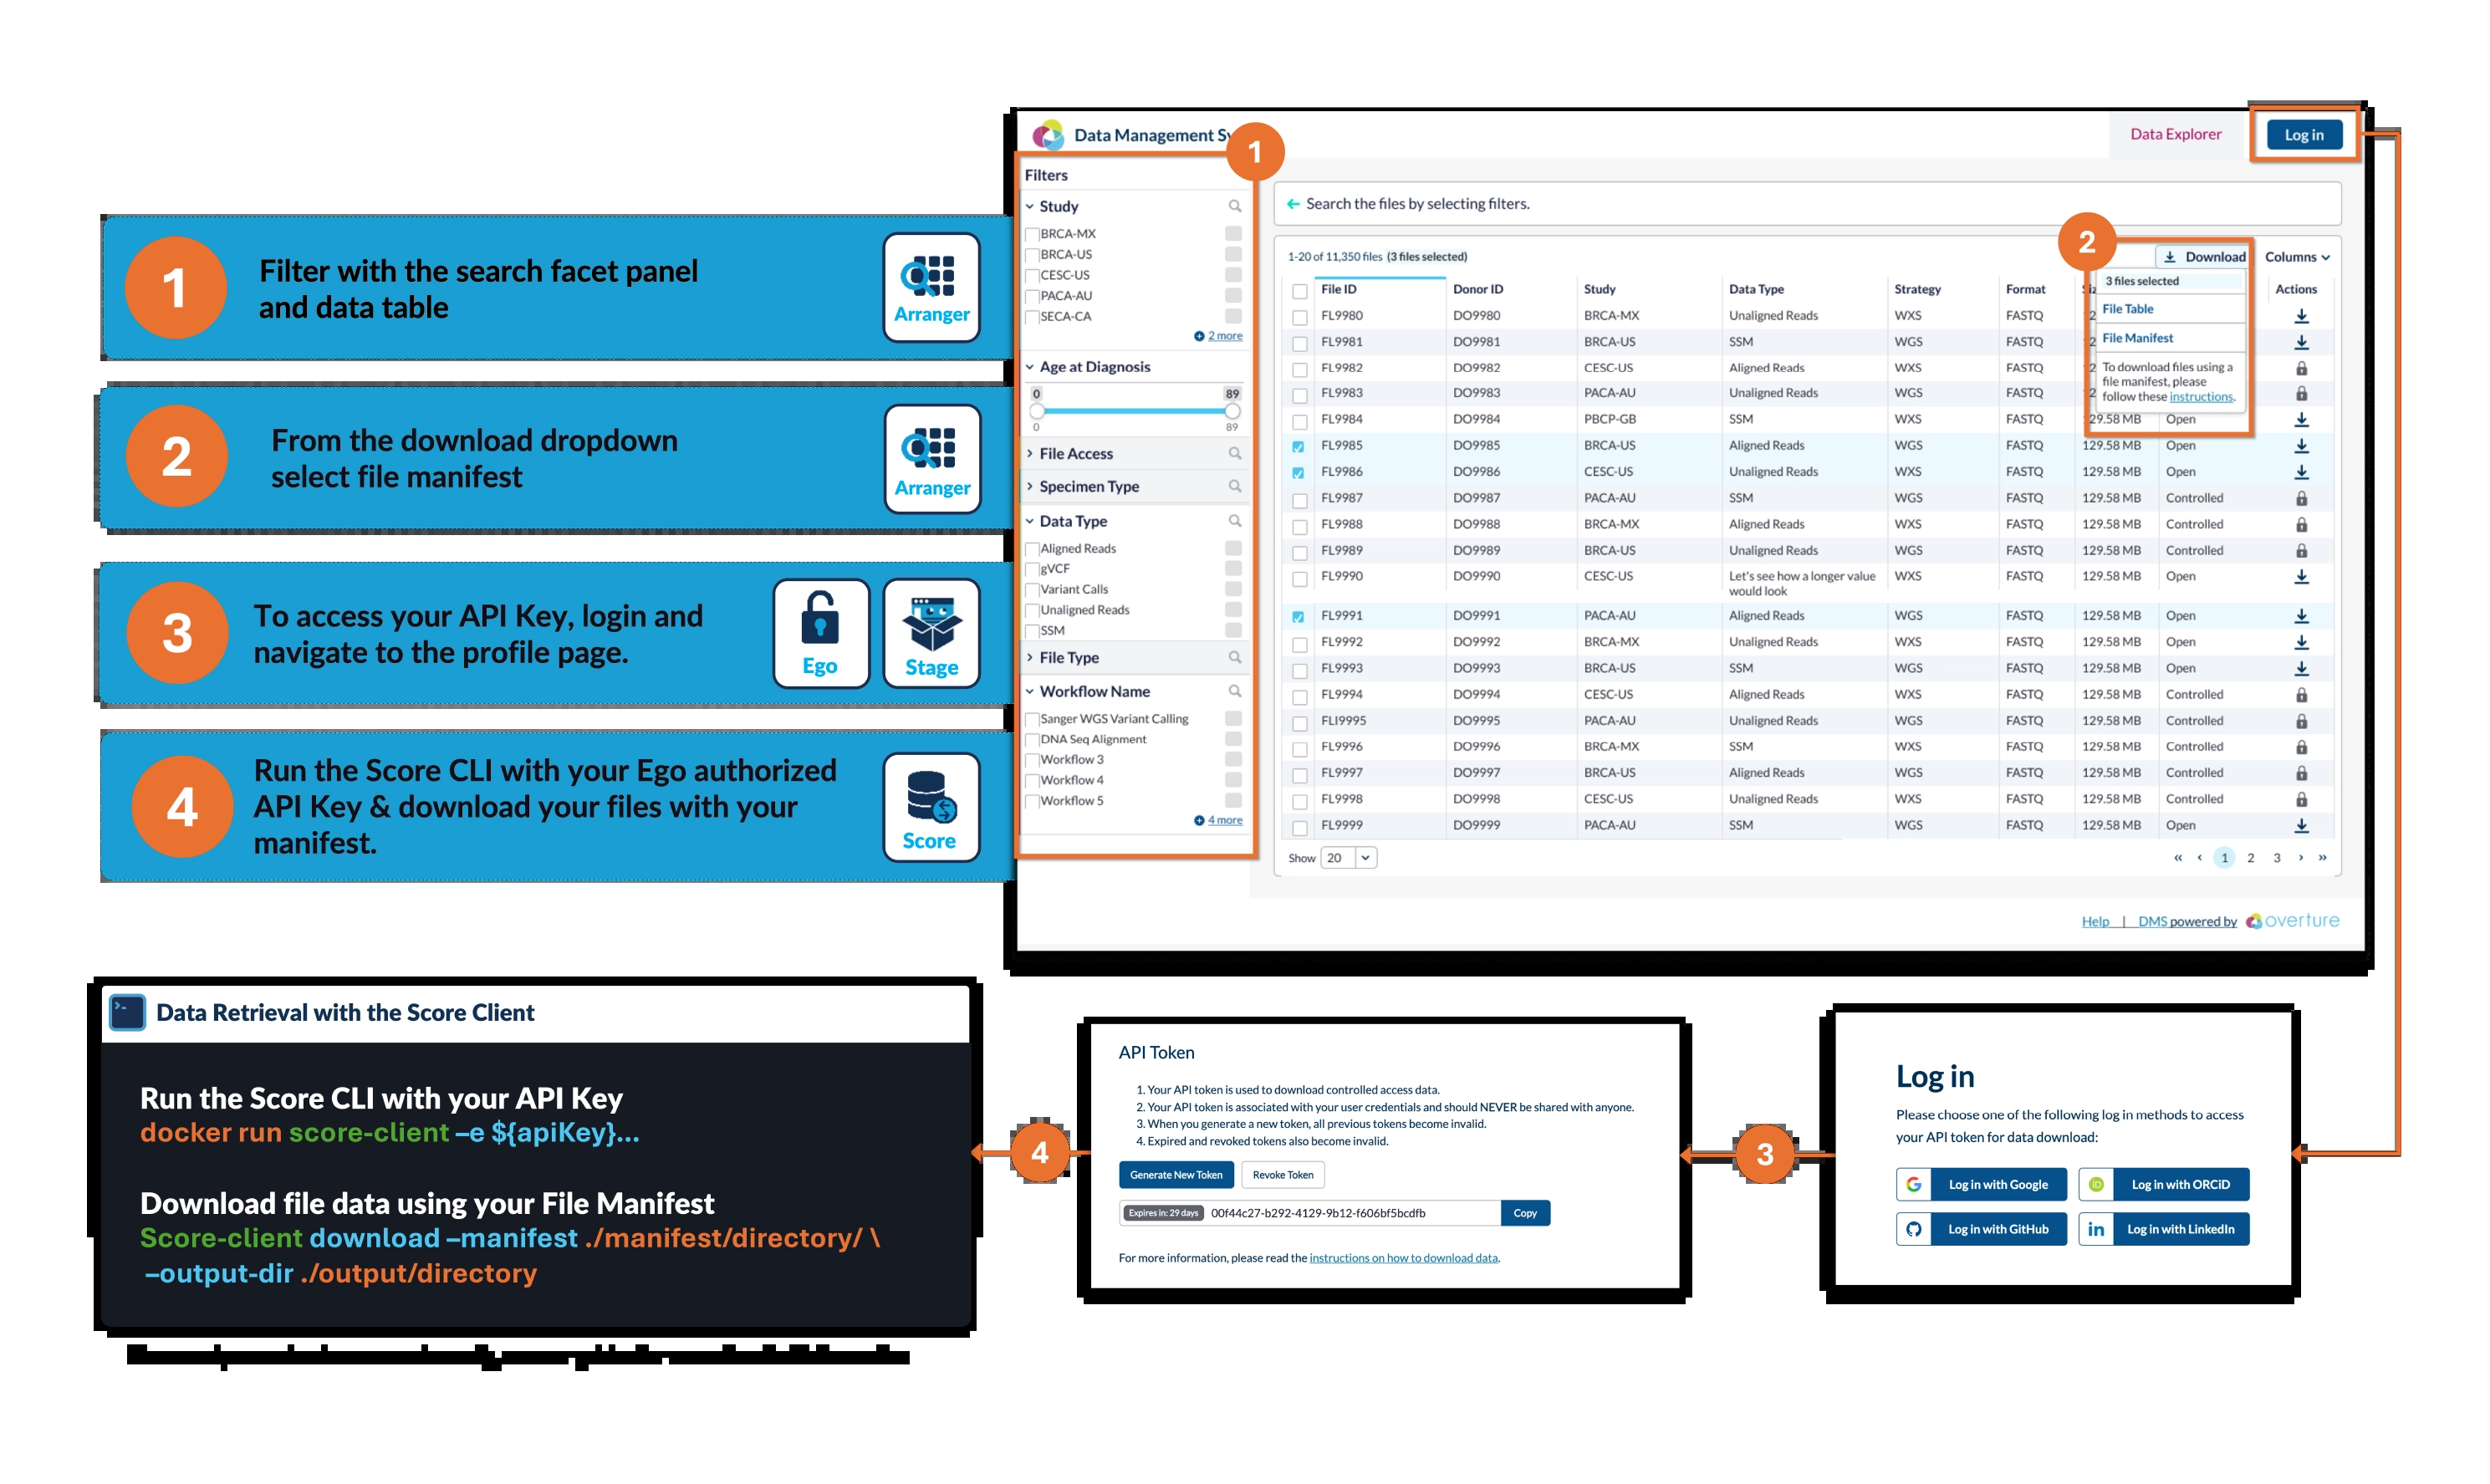 1
Filter with the search facet panel
and data table
Arranger
2
From the download dropdown
select file manifest
Arranger
3
To access your API Key, login and
navigate to the profile page.
Ego
Stage
4
Run the Score CLI with your Ego authorized
API Key & download your files with your
manifest.
Score
Data Management Sy
1
Data Explorer
Log in
Filters
Study
BRCA-MX
BRCA-US
CESC-US
PACA-AU
SECA-CA
2 more
Age at Diagnosis
0 89
0 89
File Access
Specimen Type
Data Type
Aligned Reads
gVCF
Variant Calls
Unaligned Reads
SSM
File Type
Workflow Name
Sanger WGS Variant Calling
DNA Seq Alignment
Workflow 3
Workflow 4
Workflow 5
4 more
Search the files by selecting filters.
1-20 of 11,350 files (3 files selected)
2
Download
Columns
3 files selected
File Table
File Manifest
To download files using a
file manifest, please
follow these instructions.
File ID Donor ID Study Data Type Strategy Format Actions
FL9980 DO9980 BRCA-MX Unaligned Reads WXS FASTQ
FL9981 DO9981 BRCA-US SSM WGS FASTQ
FL9982 DO9982 CESC-US Aligned Reads WXS FASTQ
FL9983 DO9983 PACA-AU Unaligned Reads WGS FASTQ
FL9984 DO9984 PBCP-GB SSM WXS FASTQ 129.58 MB Open
FL9985 DO9985 BRCA-US Aligned Reads WGS FASTQ 129.58 MB Open
FL9986 DO9986 CESC-US Unaligned Reads WXS FASTQ 129.58 MB Open
FL9987 DO9987 PACA-AU SSM WGS FASTQ 129.58 MB Controlled
FL9988 DO9988 BRCA-MX Aligned Reads WXS FASTQ 129.58 MB Controlled
FL9989 DO9989 BRCA-US Unaligned Reads WGS FASTQ 129.58 MB Controlled
FL9990 DO9990 CESC-US Let's see how a longer value WXS FASTQ 129.58 MB Open
would look
FL9991 DO9991 PACA-AU Aligned Reads WGS FASTQ 129.58 MB Open
FL9992 DO9992 BRCA-MX Unaligned Reads WXS FASTQ 129.58 MB Open
FL9993 DO9993 BRCA-US SSM WGS FASTQ 129.58 MB Open
FL9994 DO9994 CESC-US Aligned Reads WXS FASTQ 129.58 MB Controlled
FLI9995 DO9995 PACA-AU Unaligned Reads WGS FASTQ 129.58 MB Controlled
FL9996 DO9996 BRCA-MX SSM WXS FASTQ 129.58 MB Controlled
FL9997 DO9997 BRCA-US Aligned Reads WGS FASTQ 129.58 MB Controlled
FL9998 DO9998 CESC-US Unaligned Reads WXS FASTQ 129.58 MB Controlled
FL9999 DO9999 PACA-AU SSM WGS FASTQ 129.58 MB Open
Show 20
« ‹ 1 2 3 › »
Help | DMS powered by overture
Data Retrieval with the Score Client
Run the Score CLI with your API Key
docker run score-client –e ${apiKey}...
Download file data using your File Manifest
Score-client download –manifest ./manifest/directory/ \
–output-dir ./output/directory
4
API Token
1. Your API token is used to download controlled access data.
2. Your API token is associated with your user credentials and should NEVER be shared with anyone.
3. When you generate a new token, all previous tokens become invalid.
4. Expired and revoked tokens also become invalid.
Generate New Token
Revoke Token
Expires in: 29 days 00f44c27-b292-4129-9b12-f606bf5bcdfb Copy
For more information, please read the instructions on how to download data.
3
Log in
Please choose one of the following log in methods to access
your API token for data download:
Log in with Google
Log in with ORCiD
Log in with GitHub
Log in with LinkedIn